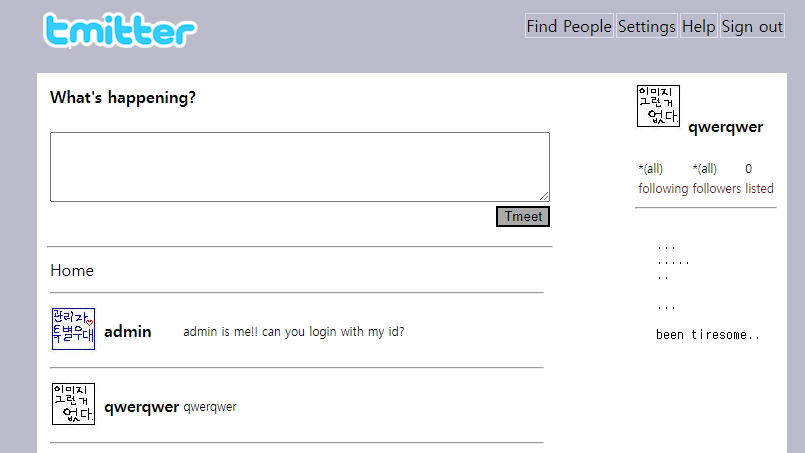 tmitter
Find People Settings Help Sign out
What's happening?
이미지
그런거
없다.
qwerqwer
*(all) *(all) 0
following followers listed
Tmeet
...
.....
..
...
been tiresome..
Home
관리자
특별우대
admin admin is me!! can you login with my id?
이미지
그런거
없다.
qwerqwer qwerqwer